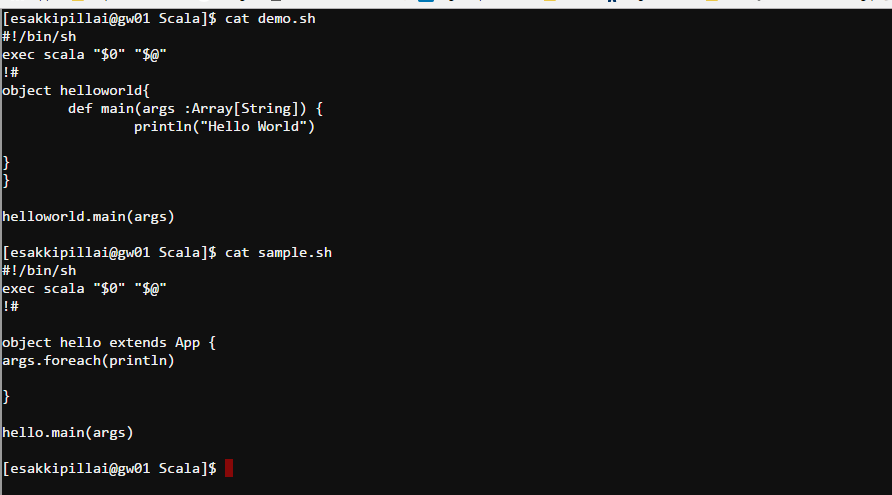 [esakkipillai@gw01 Scala]$ cat demo.sh
#!/bin/sh
exec scala "$0" "$@"
!#
object helloworld{
        def main(args :Array[String]) {
                println("Hello World")
}
}
helloworld.main(args)
[esakkipillai@gw01 Scala]$ cat sample.sh
#!/bin/sh
exec scala "$0" "$@"
!#
object hello extends App {
args.foreach(println)
}
hello.main(args)
[esakkipillai@gw01 Scala]$